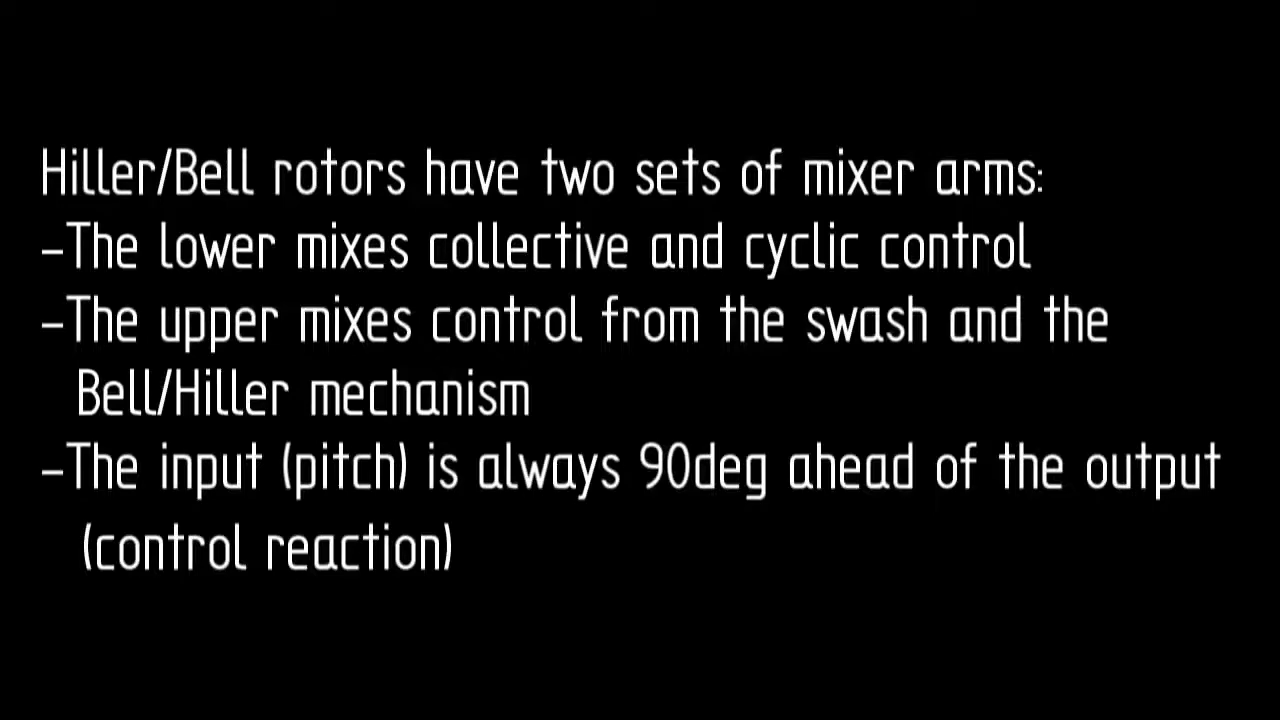 Hiller/Bell rotors have two sets of mixer arms:
-The lower mixes collective and cyclic control
-The upper mixes control from the swash and the
Bell/Hiller mechanism
-The input (pitch) is always 90deg ahead of the output
(control reaction)